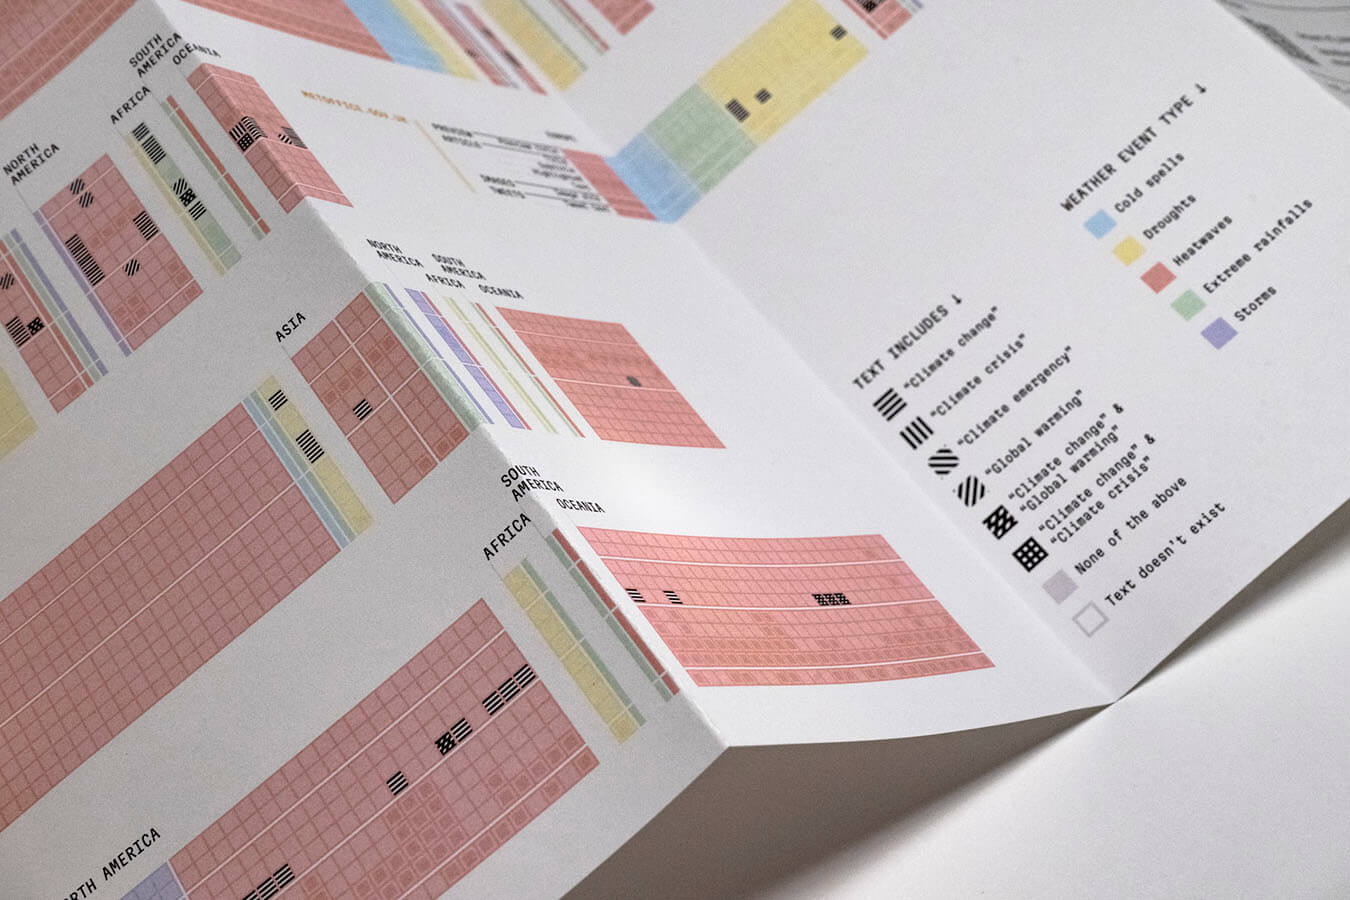 SOUTH
AMERICA
OCEANIA
AFRICA
NORTH
AMERICA
METOFFICE.GOV.UK
PREVIEW
ARTICLE
IMAGES
TWEETS
EUROPE
NORTH
AMERICA
SOUTH
AMERICA
AFRICA
OCEANIA
ASIA
SOUTH
AMERICA
OCEANIA
AFRICA
RTH AMERICA
WEATHER EVENT TYPE ↓
Cold spells
Droughts
Heatwaves
Extreme rainfalls
Storms
TEXT INCLUDES ↓
"Climate change"
"Climate crisis"
"Climate emergency"
"Global warming"
"Climate change" &
"Global warming"
"Climate change" &
"Climate crisis"
None of the above
Text doesn't exist